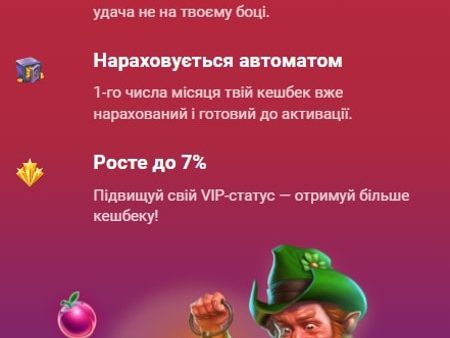 удача не на твоєму боці.
Нараховується автоматом
1-го числа місяця твій кешбек вже
нарахований і готовий до активації.
Росте до 7%
Підвищуй свій VIP-статус — отримуй більше
кешбеку!